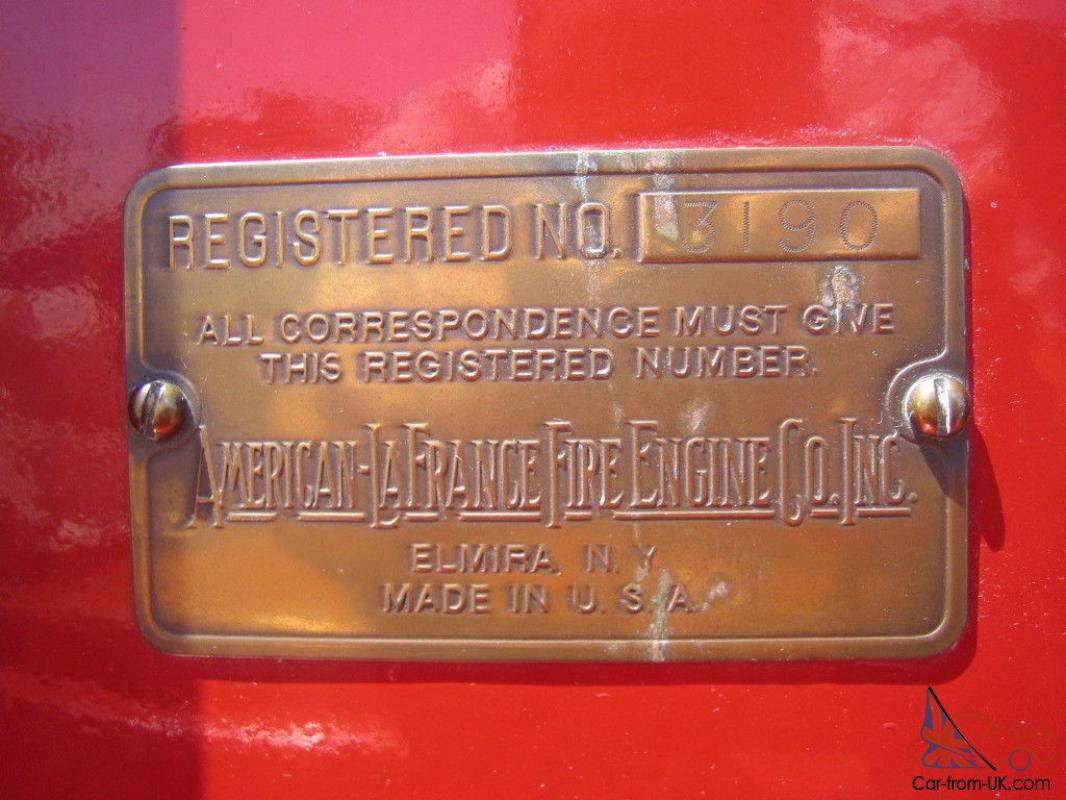 REGISTERED NO. 3190
ALL CORRESPONDENCE MUST GIVE
THIS REGISTERED NUMBER.
AMERICAN-LAFRANCE FIRE ENGINE CO. INC.
ELMIRA, N. Y.
MADE IN U. S. A.
Car-from-UK.com